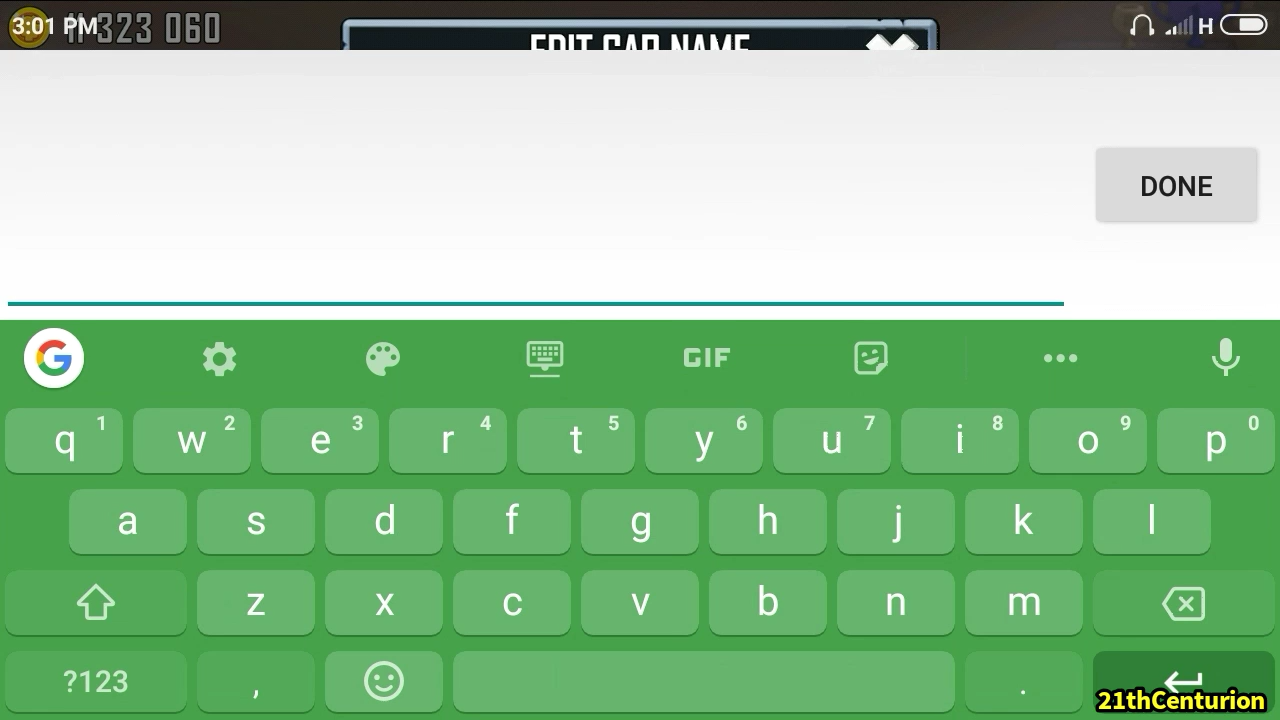 3:01 PM
323 060
H
EDIT CAR NAME
DONE
G
GIF
q 1 w 2 e 3 r 4 t 5 y 6 u 7 i 8 o 9 p 0
a s d f g h j k l
z x c v b n m
?123 , .
21thCenturion